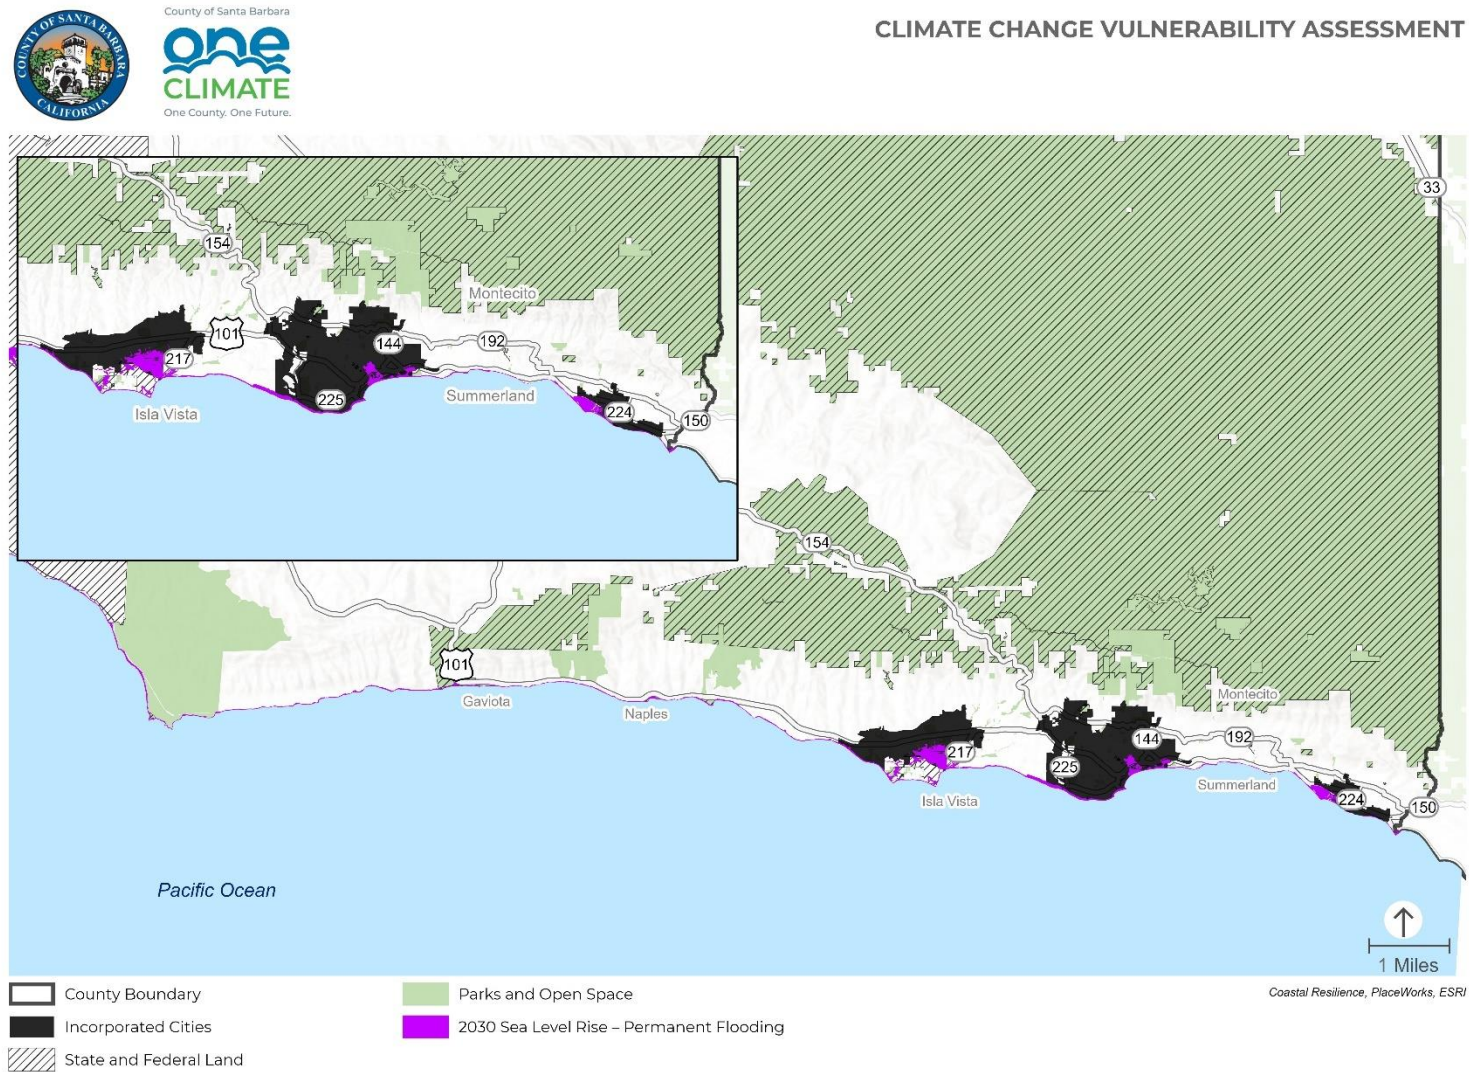 COUNTY OF SANTA BARBARA
CALIFORNIA
County of Santa Barbara
one
CLIMATE
One County. One Future.
CLIMATE CHANGE VULNERABILITY ASSESSMENT
33
154
Montecito
101
144
192
217
225
Summerland
224
150
Isla Vista
154
101
Gaviota
Naples
Montecito
144
192
217
225
Summerland
Isla Vista
224
150
Pacific Ocean
1 Miles
County Boundary
Parks and Open Space
Coastal Resilience, PlaceWorks, ESRI
Incorporated Cities
2030 Sea Level Rise – Permanent Flooding
State and Federal Land